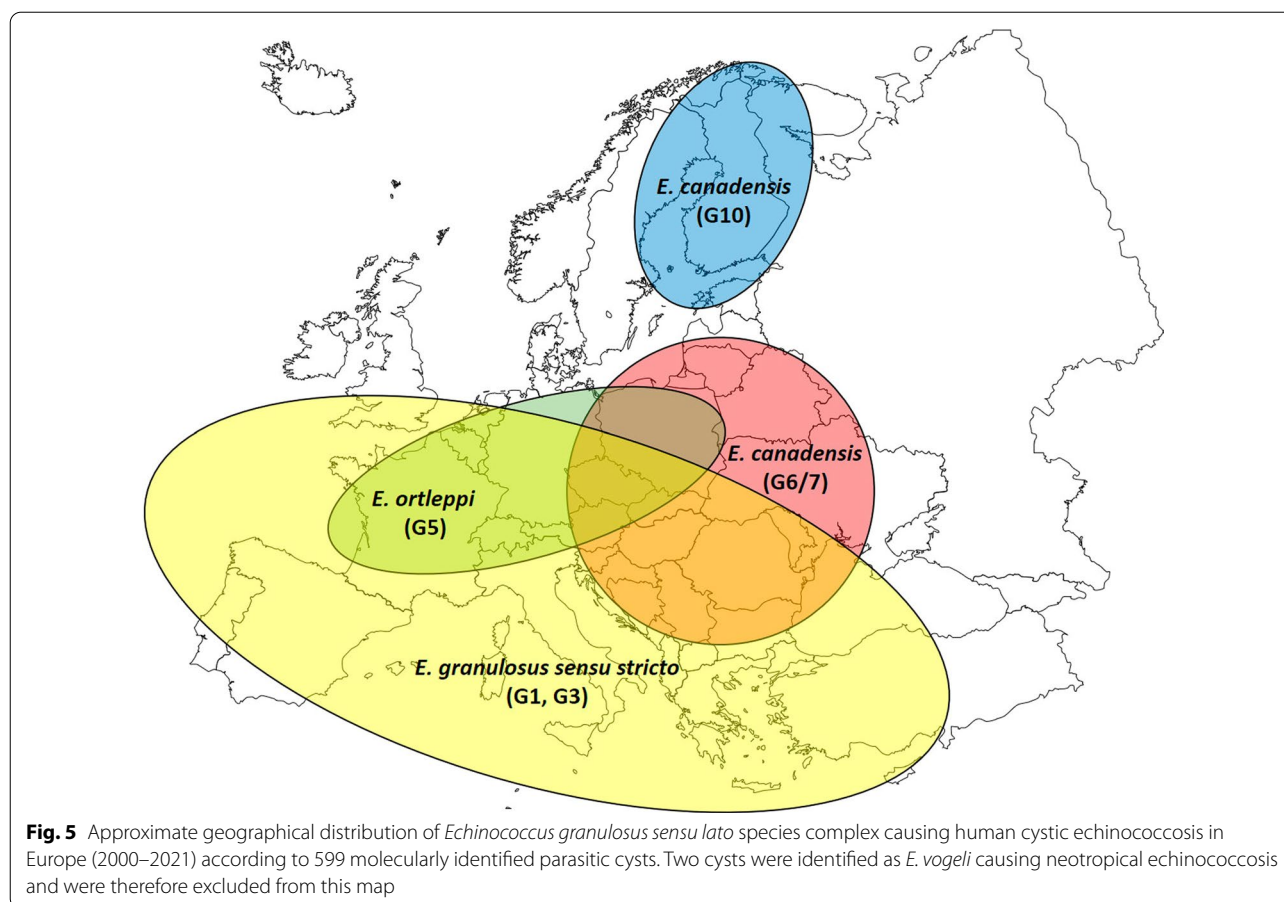 E. canadensis
(G10)
E. canadensis
(G6/7)
E. ortleppi
(G5)
E. granulosus sensu stricto
(G1, G3)
Fig. 5 Approximate geographical distribution of Echinococcus granulosus sensu lato species complex causing human cystic echinococcosis in
Europe (2000–2021) according to 599 molecularly identified parasitic cysts. Two cysts were identified as E. vogeli causing neotropical echinococcosis
and were therefore excluded from this map